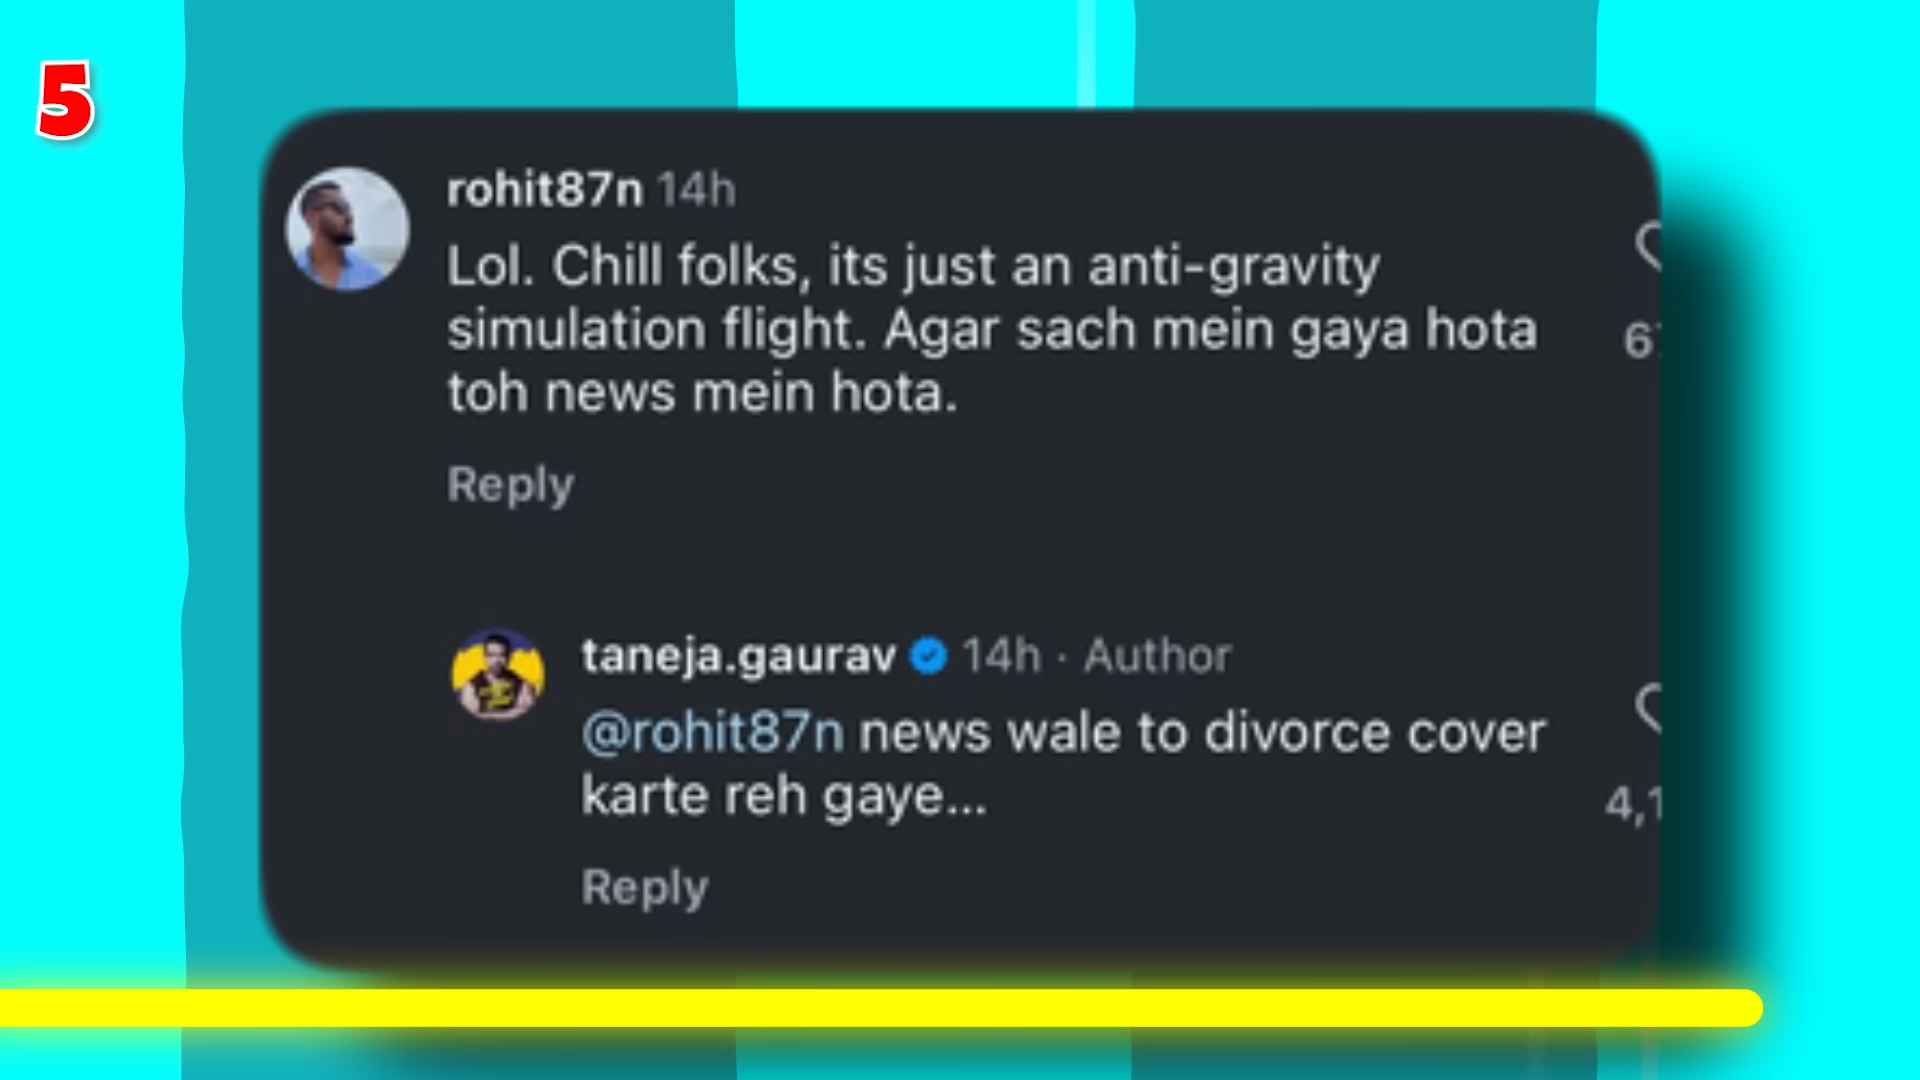 5
rohit87n 14h
Lol. Chill folks, its just an anti-gravity
simulation flight. Agar sach mein gaya hota
toh news mein hota.
Reply
taneja.gaurav 14h · Author
@rohit87n news wale to divorce cover
karte reh gaye...
Reply